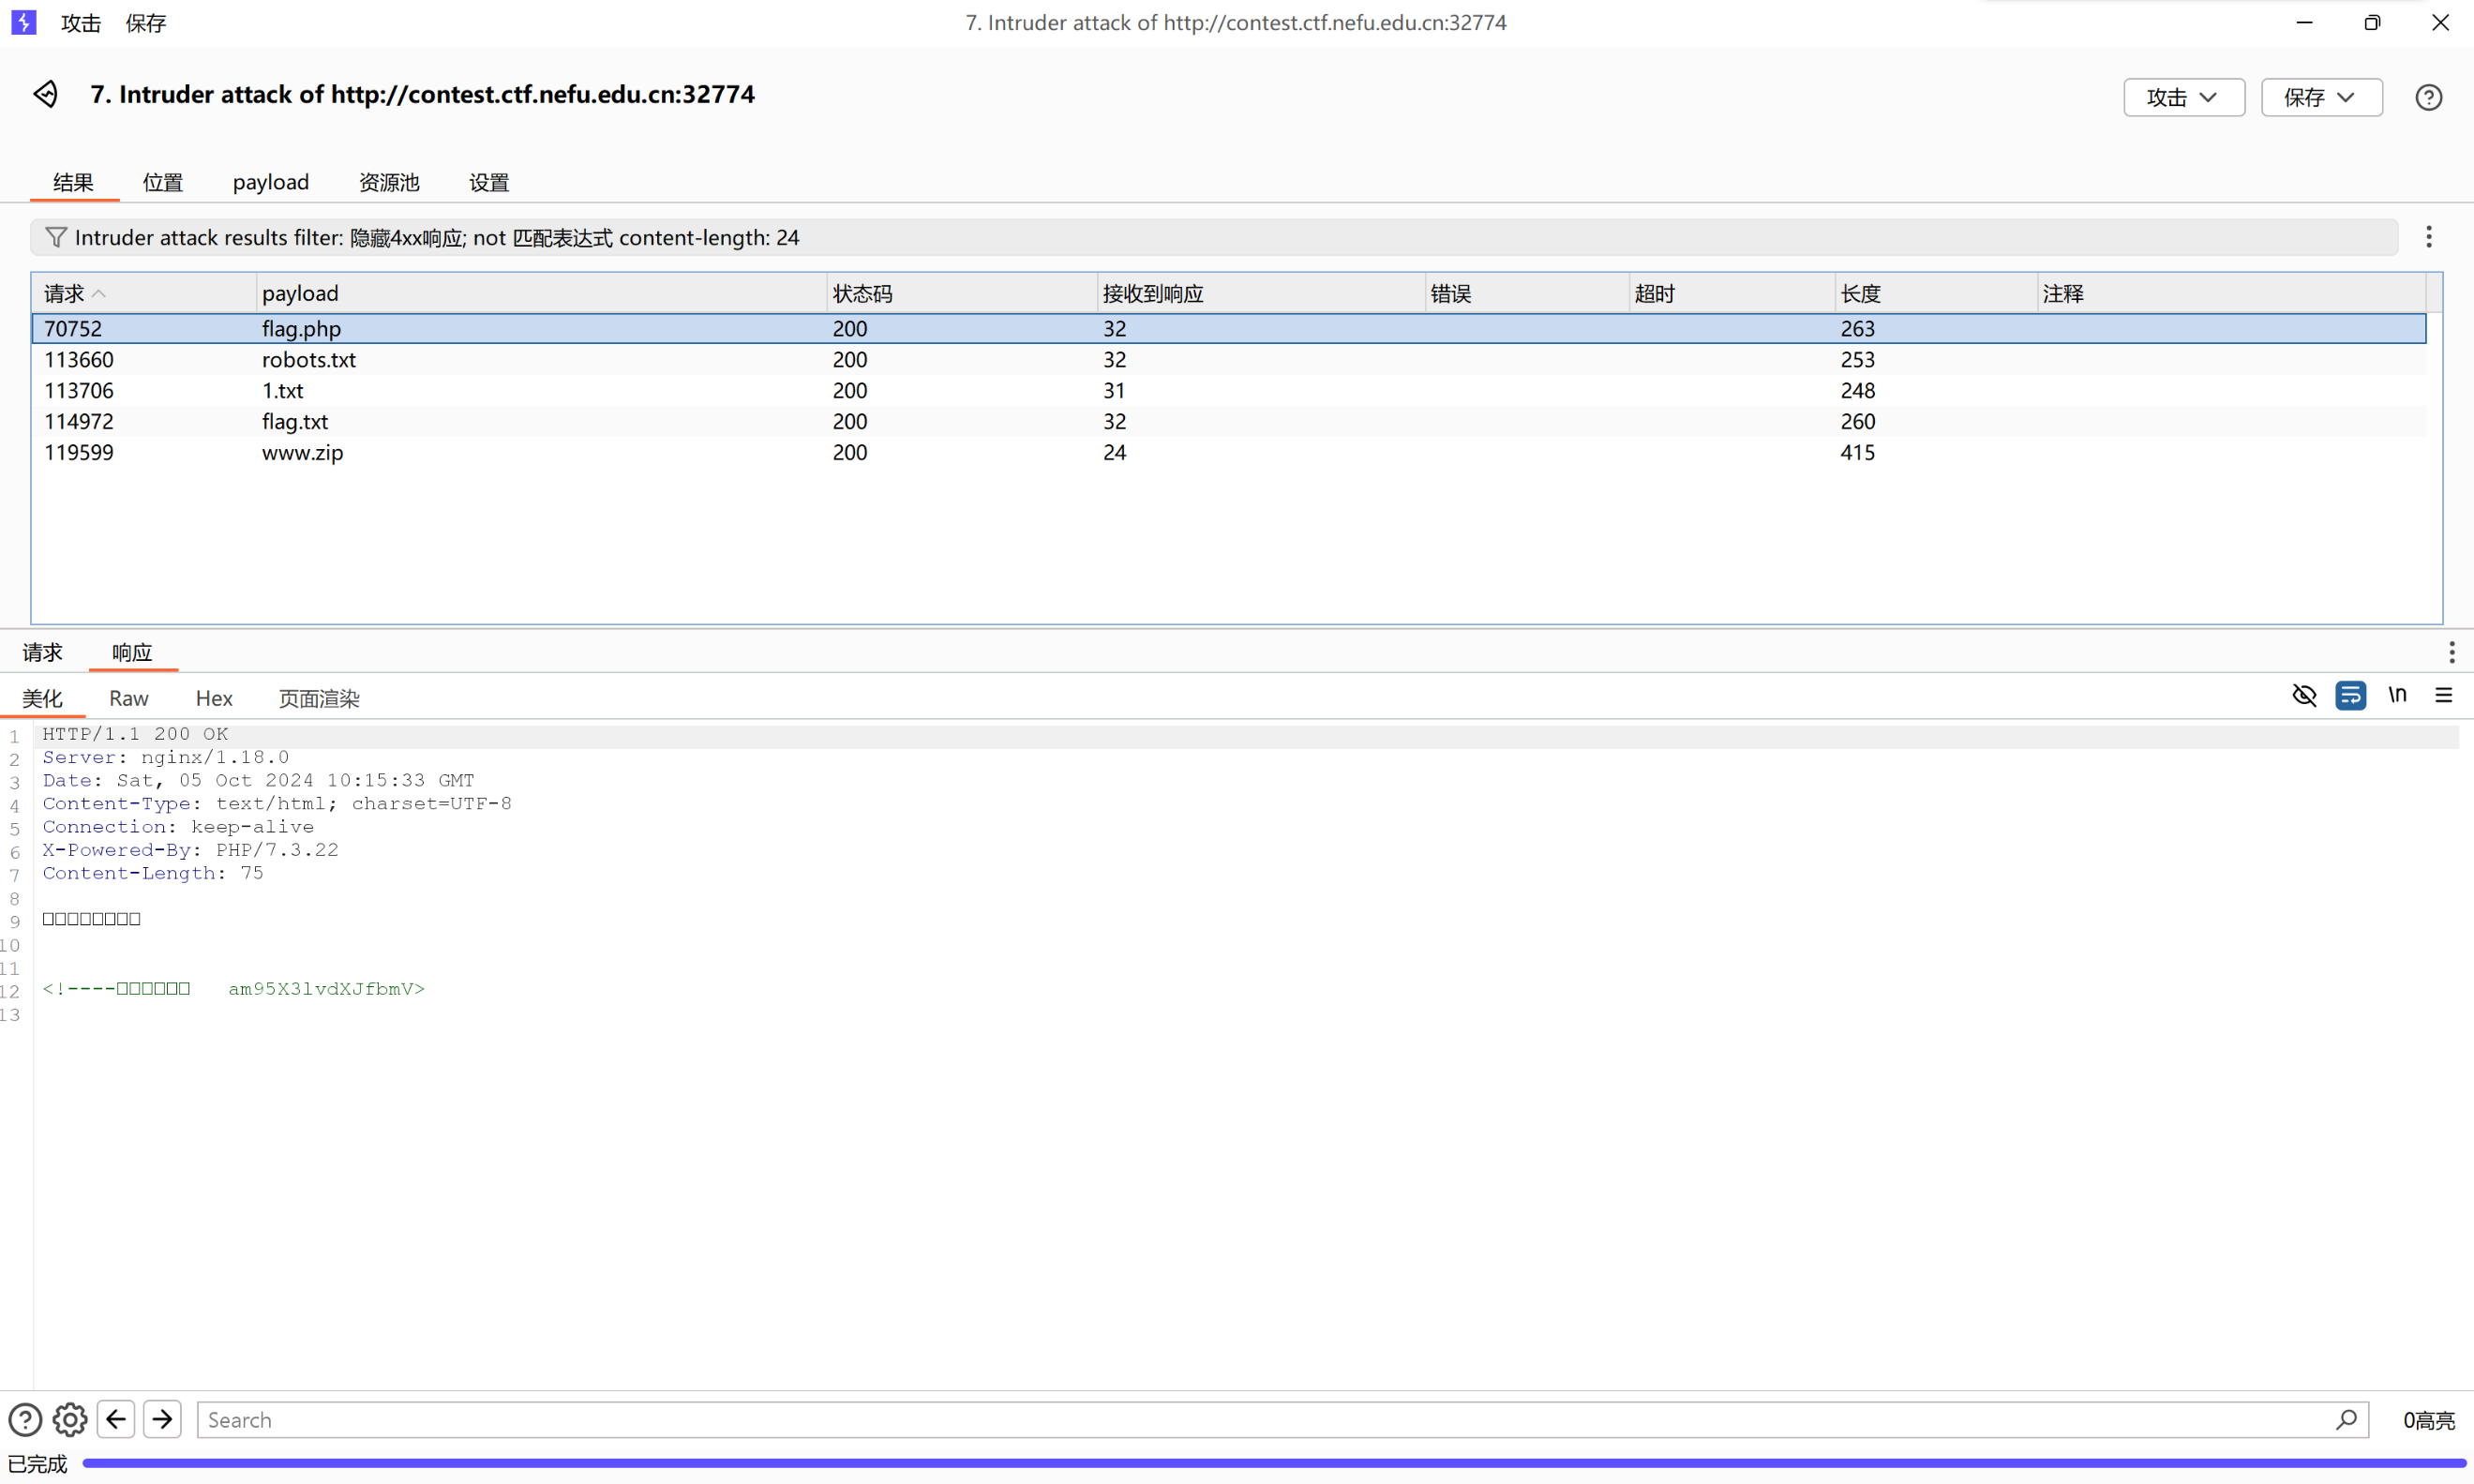 攻击 保存 7. Intruder attack of http://contest.ctf.nefu.edu.cn:32774
7. Intruder attack of http://contest.ctf.nefu.edu.cn:32774 攻击 保存
结果 位置 payload 资源池 设置
Intruder attack results filter: 隐藏4xx响应; not 匹配表达式 content-length: 24
请求 payload 状态码 接收到响应 错误 超时 长度 注释
70752 flag.php 200 32 263
113660 robots.txt 200 32 253
113706 1.txt 200 31 248
114972 flag.txt 200 32 260
119599 www.zip 200 24 415
请求 响应
美化 Raw Hex 页面渲染 \n
1 HTTP/1.1 200 OK
2 Server: nginx/1.18.0
3 Date: Sat, 05 Oct 2024 10:15:33 GMT
4 Content-Type: text/html; charset=UTF-8
5 Connection: keep-alive
6 X-Powered-By: PHP/7.3.22
7 Content-Length: 75
8
9 □□□□□□□□
10
11
12 <!----□□□□□□ am95X3lvdXJfbmV>
13
Search 0高亮
已完成